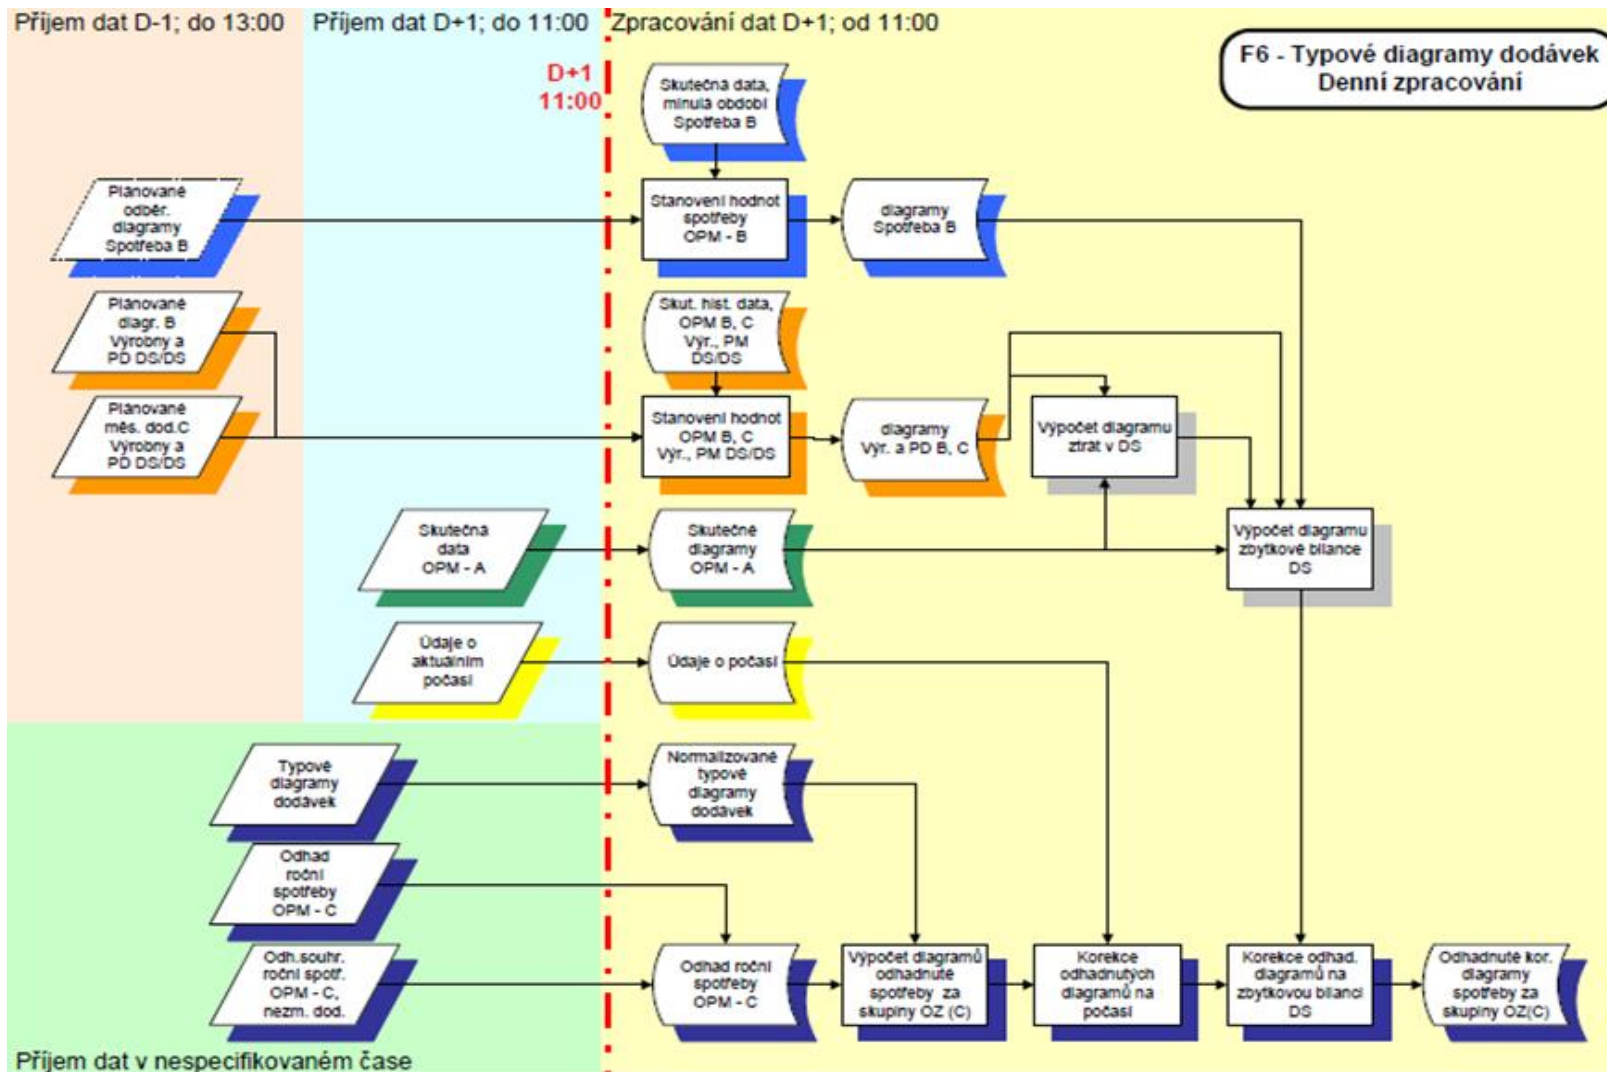 Příjem dat D-1; do 13:00
Příjem dat D+1; do 11:00
Zpracování dat D+1; od 11:00
F6 - Typové diagramy dodávek
Denní zpracování
D+1
11:00
Skutečná data,
minulá období
Spotřeba B
Plánované
odběr.
diagramy
Spotřeba B
Stanovení hodnot
spotřeby
OPM - B
diagramy
Spotřeba B
Plánované
diagr. B
Výrobny a
PD DS/DS
Skut. hist. data,
OPM B, C
Výr., PM
DS/DS
Plánované
měs. dod.C
Výrobny a
PD DS/DS
Stanovení hodnot
OPM B, C
Výr., PM DS/DS
diagramy
Výr. a PD B, C
Výpočet diagramu
ztrát v DS
Skutečná
data
OPM - A
Skutečné
diagramy
OPM - A
Výpočet diagramu
zbytkové bilance
DS
Údaje o
aktuálním
počasí
Údaje o počasí
Typové
diagramy
dodávek
Normalizované
typové
diagramy
dodávek
Odhad
roční
spotřeby
OPM - C
Odh.souhr.
roční spotř.
OPM - C,
nezm. dod.
Odhad roční
spotřeby
OPM - C
Výpočet diagramů
odhadnuté
spotřeby za
skupiny OZ (C)
Korekce
odhadnutých
diagramů na
počasí
Korekce odhad.
diagramů na
zbytkovou bilanci
DS
Odhadnuté kor.
diagramy
spotřeby za
skupiny OZ(C)
Příjem dat v nespecifikovaném čase